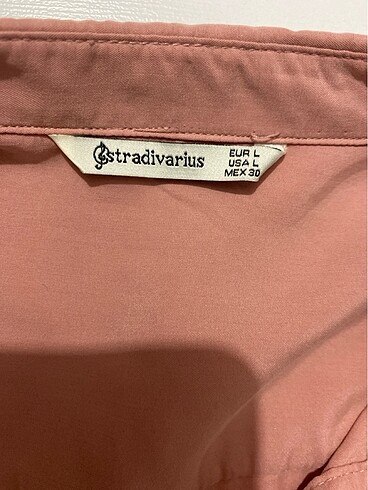 stradivarius
EUR L
USA L
MEX 30